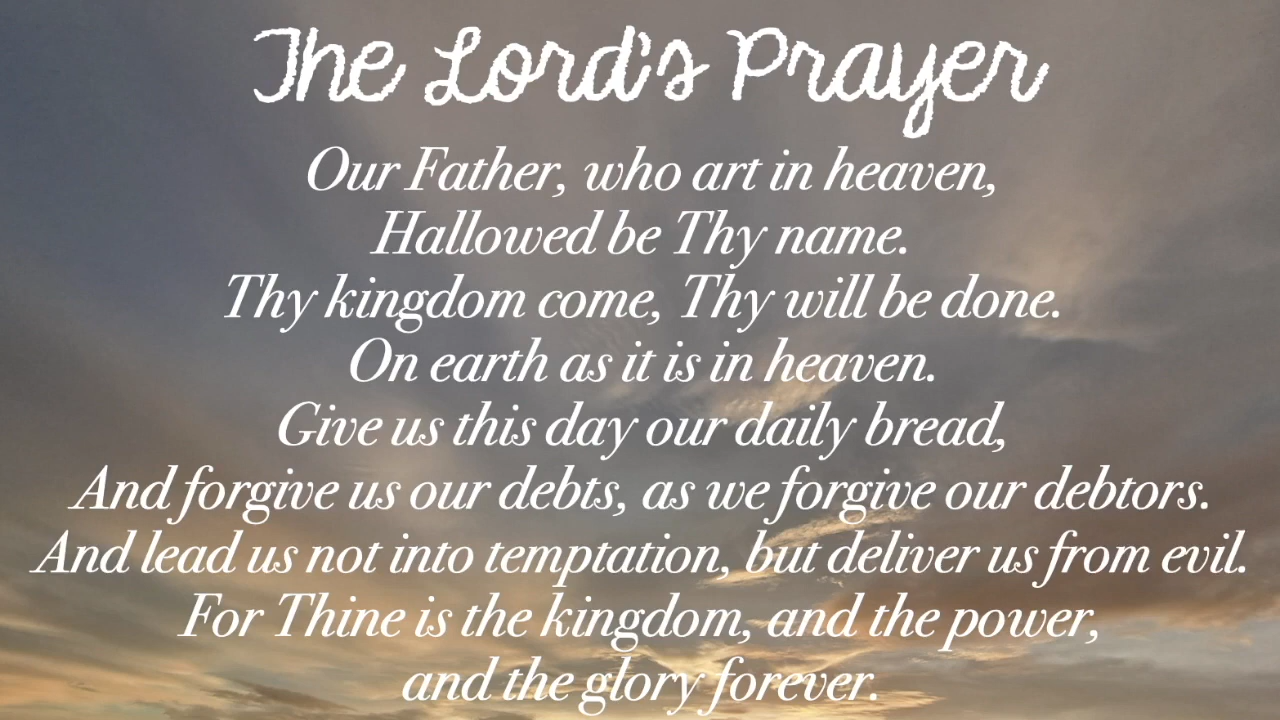 The Lord's Prayer
Our Father, who art in heaven,
Hallowed be Thy name.
Thy kingdom come, Thy will be done.
On earth as it is in heaven.
Give us this day our daily bread,
And forgive us our debts, as we forgive our debtors.
And lead us not into temptation, but deliver us from evil.
For Thine is the kingdom, and the power,
and the glory forever.